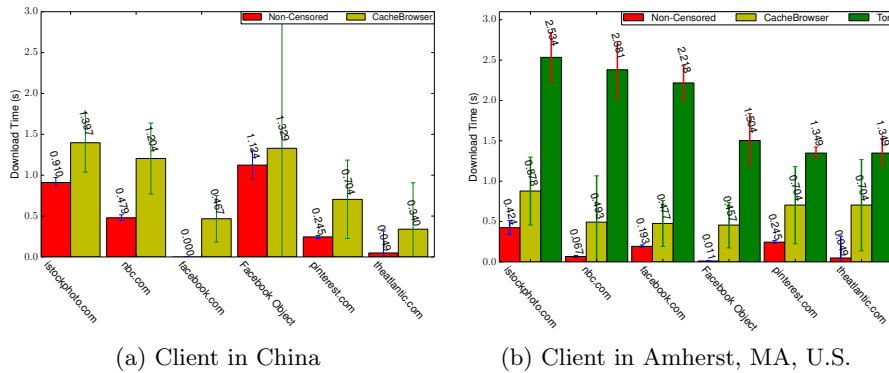 Non-Censored CacheBrowser
3.0
2.5
2.0
1.5
1.0
0.5
0.0
Download Time (s)
0.910 1.397 0.479 1.204 0.000 0.467 1.124 1.329 0.245 0.704 0.049 0.340
istockphoto.com nbc.com facebook.com Facebook Object pinterest.com theatlantic.com
(a) Client in China
Non-Censored CacheBrowser Tor
3.0
2.5
2.0
1.5
1.0
0.5
0.0
Download Time (s)
0.424 0.878 2.534 0.067 0.493 2.381 0.193 0.477 2.218 0.011 0.457 1.504 0.245 0.704 1.349 0.049 0.704 1.349
istockphoto.com nbc.com facebook.com Facebook Object pinterest.com theatlantic.com
(b) Client in Amherst, MA, U.S.